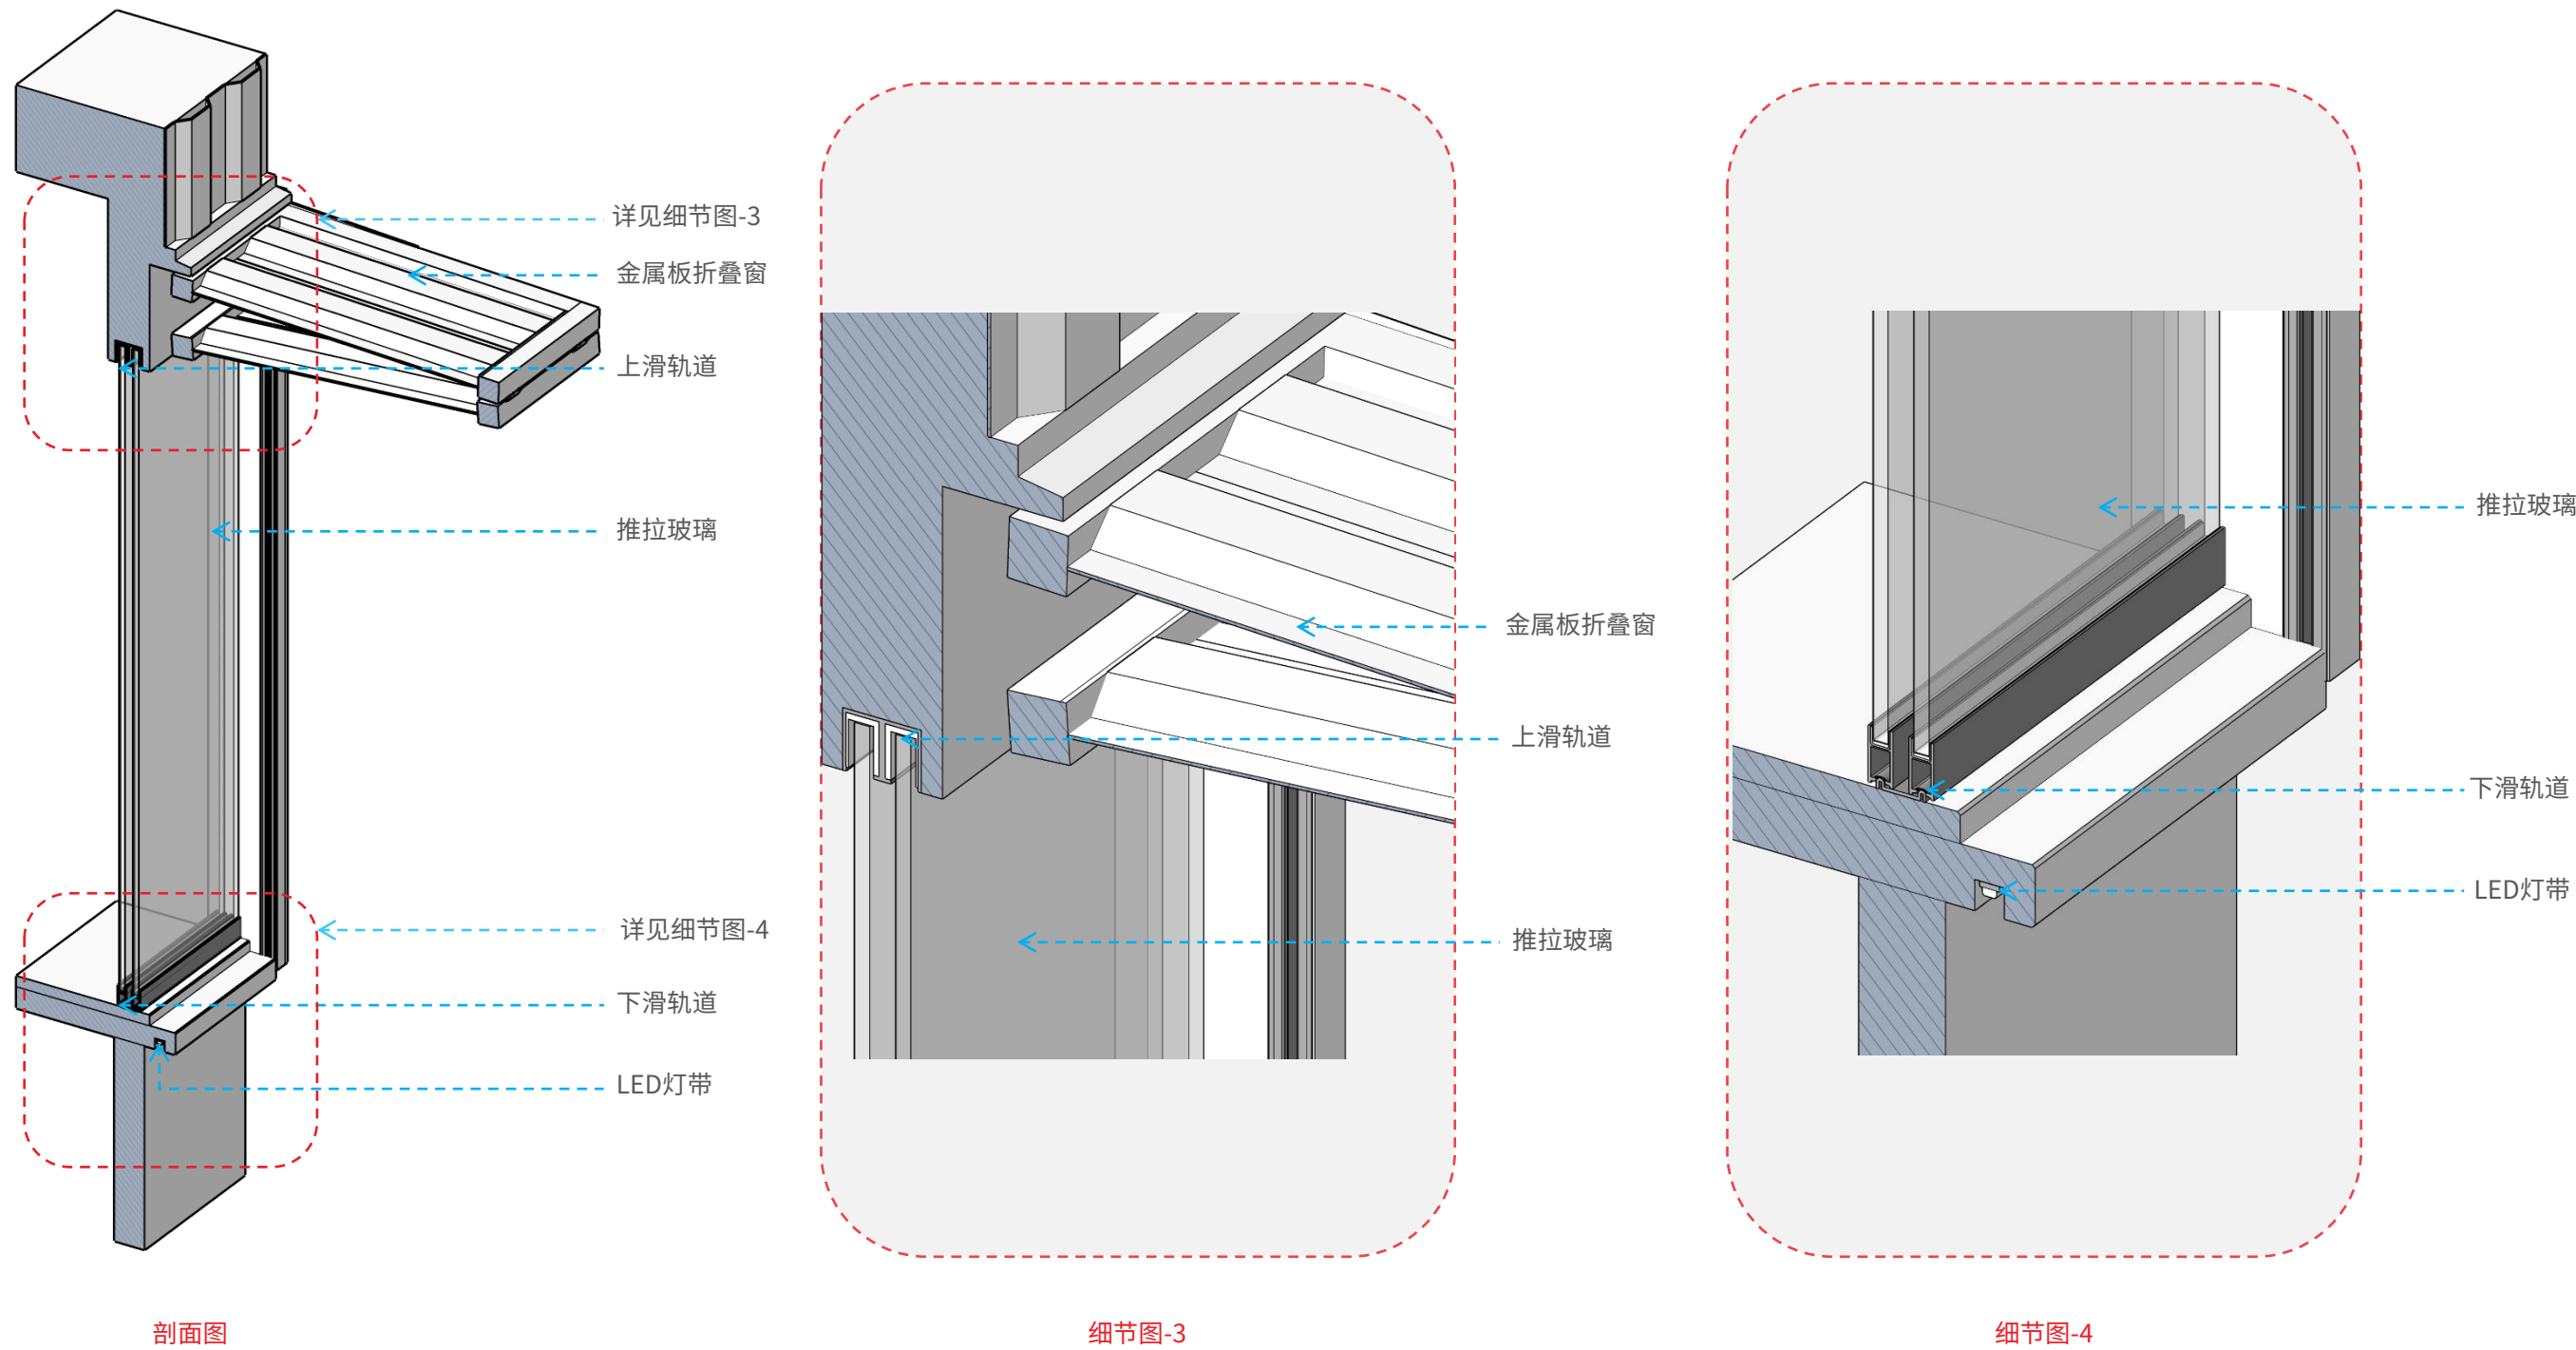 详见细节图-3
金属板折叠窗
上滑轨道
推拉玻璃
详见细节图-4
下滑轨道
LED灯带
剖面图
金属板折叠窗
上滑轨道
推拉玻璃
细节图-3
推拉玻璃
下滑轨道
LED灯带
细节图-4